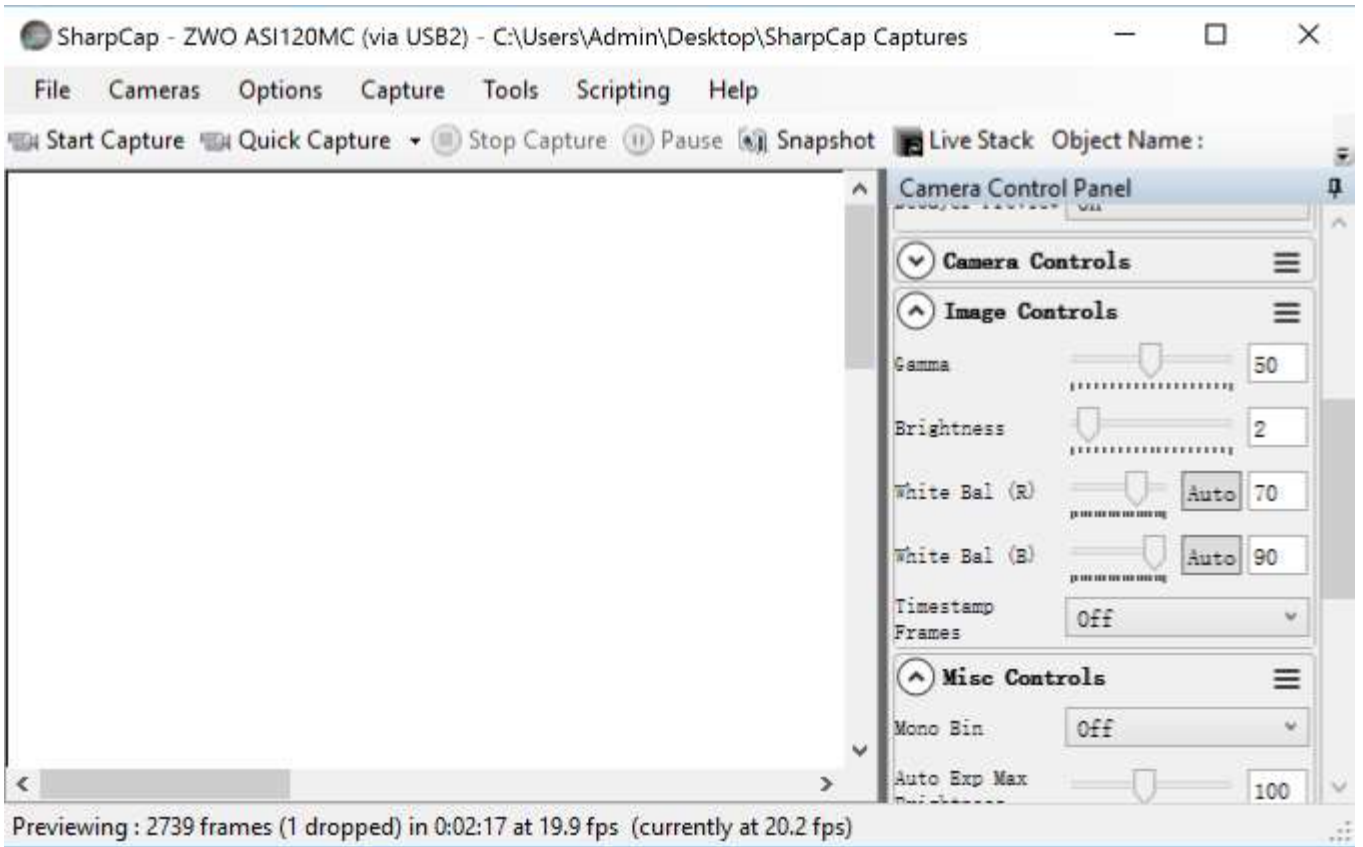 SharpCap - ZWO ASI120MC (via USB2) - C:\Users\Admin\Desktop\SharpCap Captures
File Cameras Options Capture Tools Scripting Help
Start Capture Quick Capture Stop Capture Pause Snapshot Live Stack Object Name :
Camera Control Panel
Camera Controls
Image Controls
Gamma 50
Brightness 2
White Bal (R) Auto 70
White Bal (B) Auto 90
Timestamp Frames Off
Misc Controls
Mono Bin Off
Auto Exp Max 100
Previewing : 2739 frames (1 dropped) in 0:02:17 at 19.9 fps (currently at 20.2 fps)